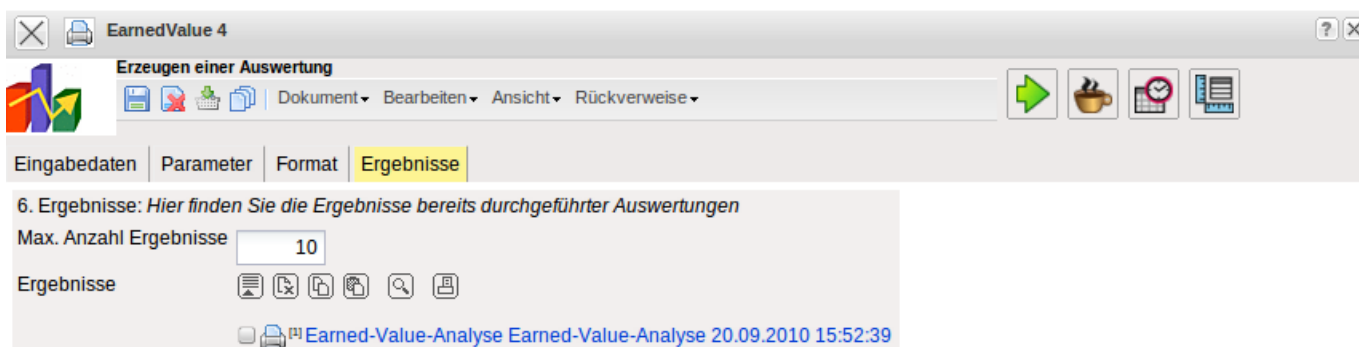 EarnedValue 4
?
Erzeugen einer Auswertung
Dokument Bearbeiten Ansicht Rückverweise
Eingabedaten Parameter Format Ergebnisse
6. Ergebnisse: Hier finden Sie die Ergebnisse bereits durchgeführter Auswertungen
Max. Anzahl Ergebnisse 10
Ergebnisse
[1] Earned-Value-Analyse Earned-Value-Analyse 20.09.2010 15:52:39